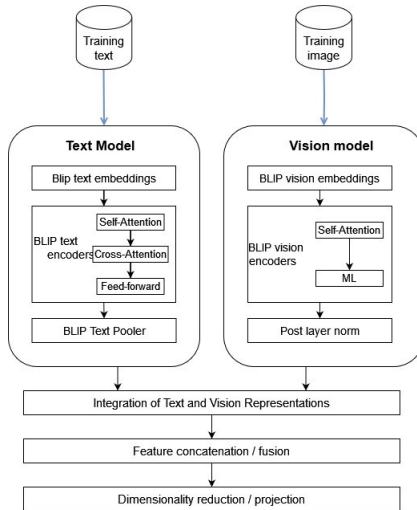 Training
text
Training
image
Text Model
Blip text embeddings
BLIP text
encoders
Self-Attention
Cross-Attention
Feed-forward
BLIP Text Pooler
Vision model
BLIP vision embeddings
BLIP vision
encoders
Self-Attention
ML
Post layer norm
Integration of Text and Vision Representations
Feature concatenation / fusion
Dimensionality reduction / projection